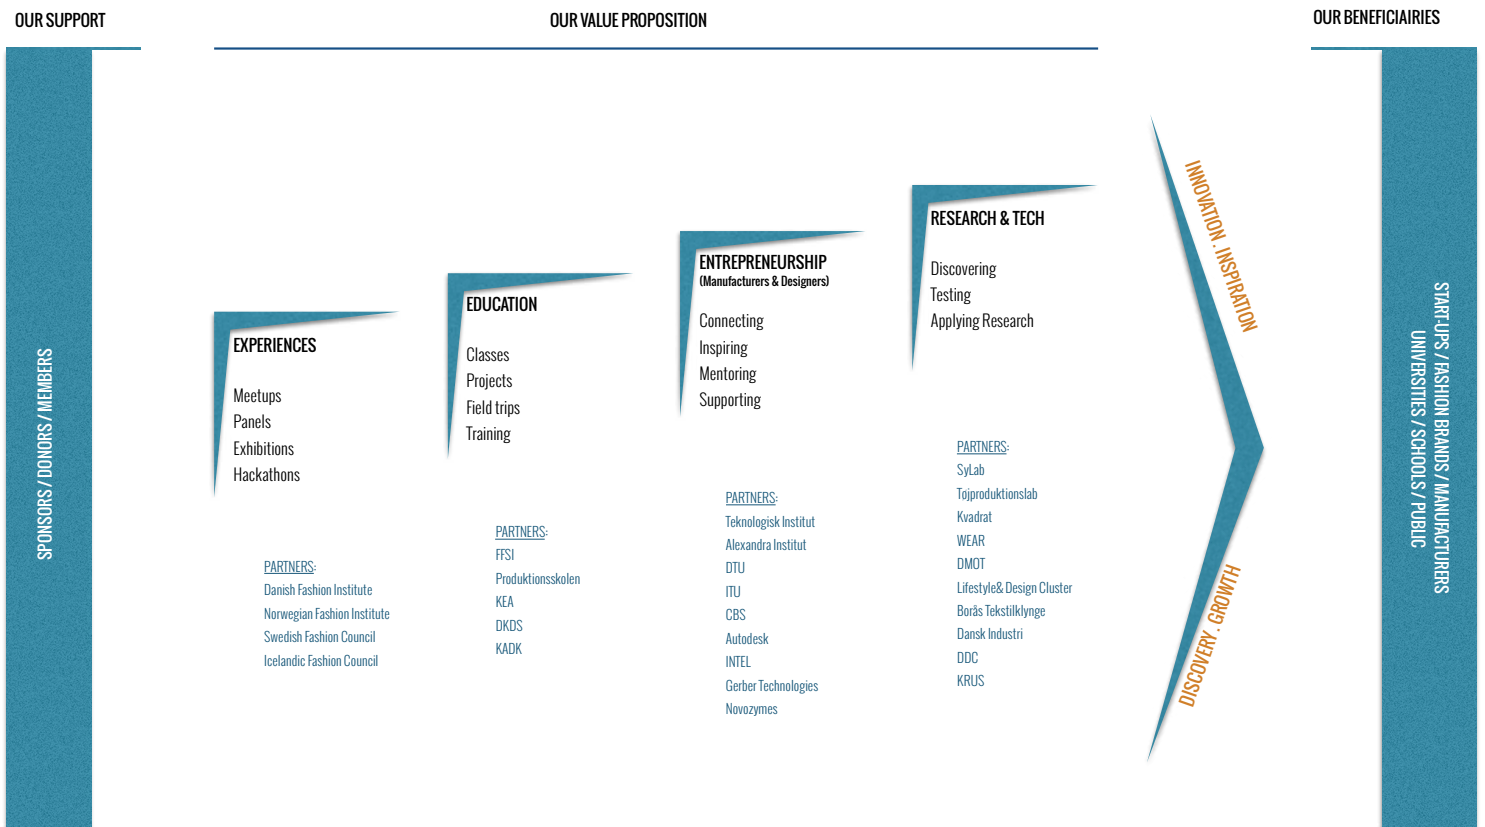 OUR SUPPORT
OUR VALUE PROPOSITION
OUR BENEFICIAIRIES
SPONSORS / DONORS / MEMBERS
EXPERIENCES
Meetups
Panels
Exhibitions
Hackathons
PARTNERS:
Danish Fashion Institute
Norwegian Fashion Institute
Swedish Fashion Council
Icelandic Fashion Council
EDUCATION
Classes
Projects
Field trips
Training
PARTNERS:
FFSI
Produktionsskolen
KEA
DKDS
KADK
ENTREPRENEURSHIP
(Manufacturers & Designers)
Connecting
Inspiring
Mentoring
Supporting
PARTNERS:
Teknologisk Institut
Alexandra Institut
DTU
ITU
CBS
Autodesk
INTEL
Gerber Technologies
Novozymes
RESEARCH & TECH
Discovering
Testing
Applying Research
PARTNERS:
SyLab
Tøjproduktionslab
Kvadrat
WEAR
DMOT
Lifestyle& Design Cluster
Borås Tekstilklynge
Dansk Industri
DDC
KRUS
INNOVATION . INSPIRATION
DISCOVERY . GROWTH
START-UPS / FASHION BRANDS / MANUFACTURERS
UNIVERSITIES / SCHOOLS / PUBLIC